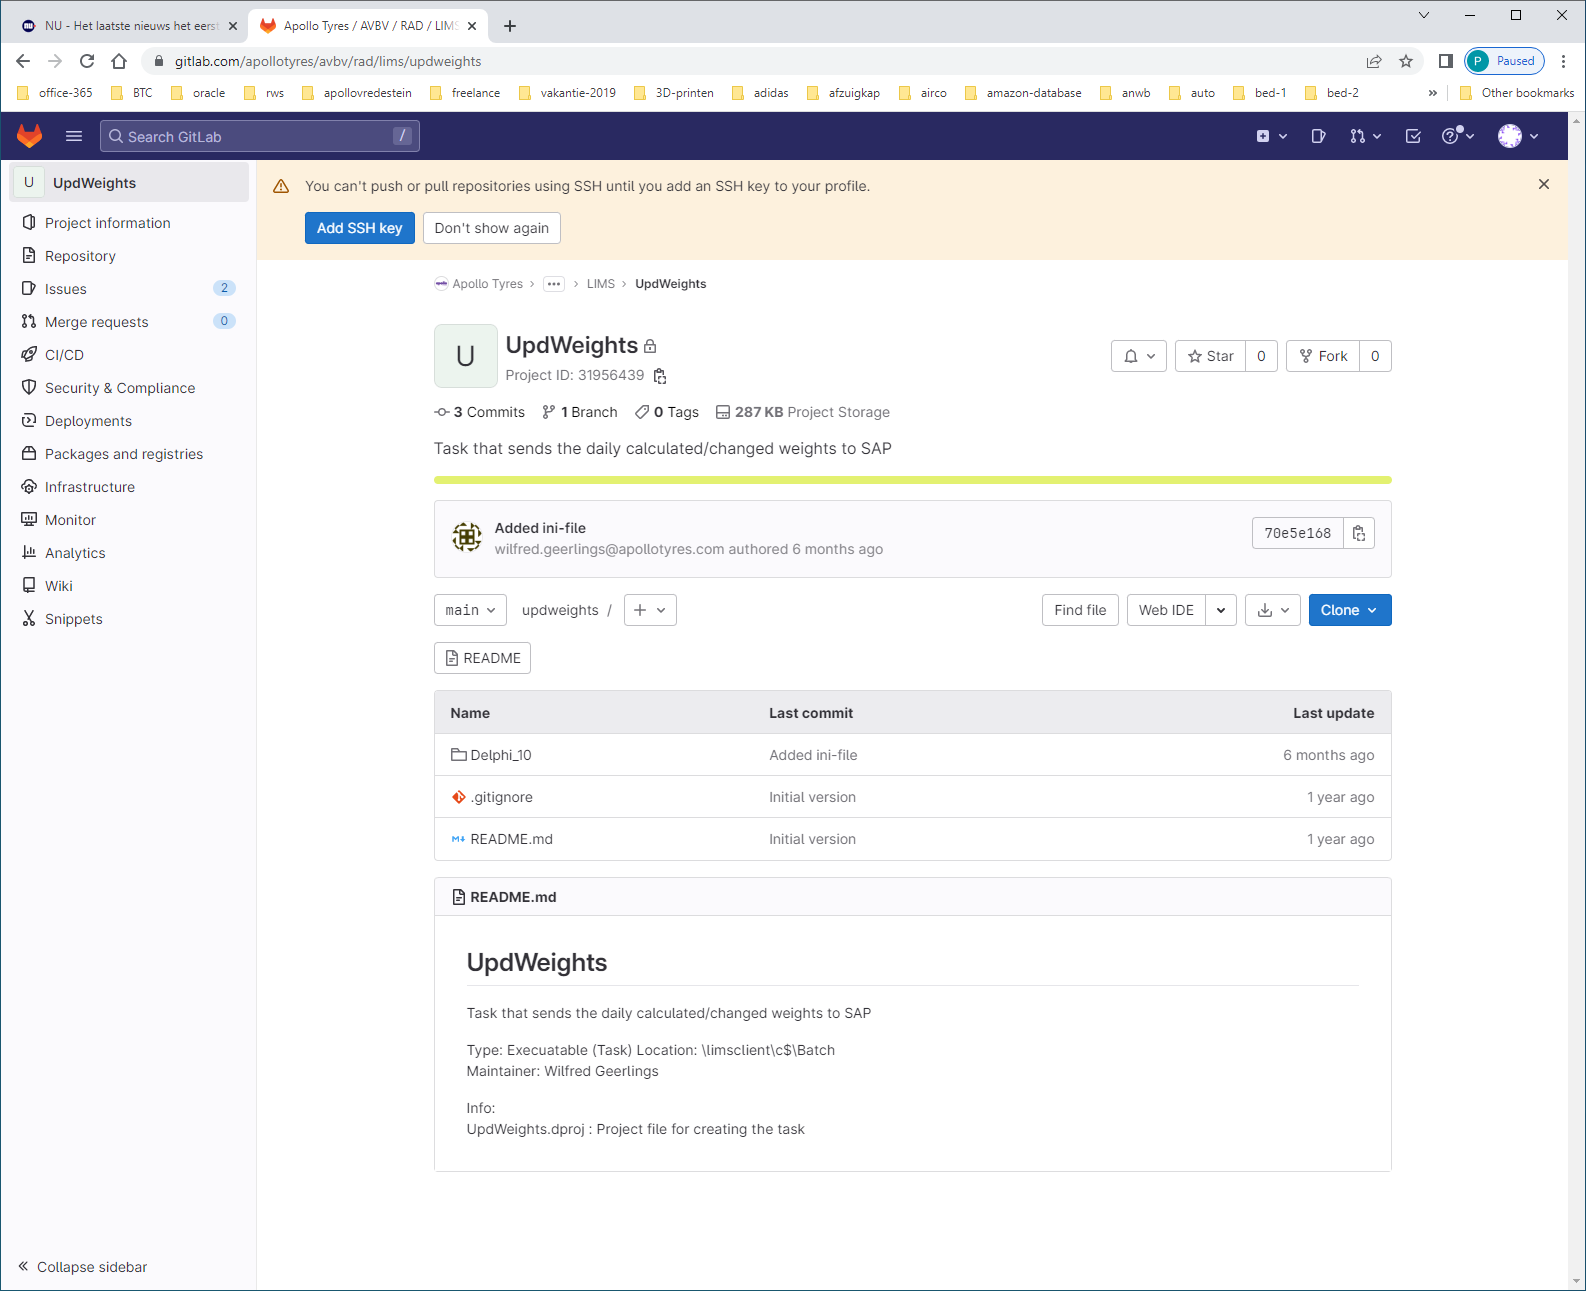 NU - Het laatste nieuws het eerst
Apollo Tyres / AVBV / RAD / LIMS
gitlab.com/apollotyres/avbv/rad/lims/updweights
P Paused
office-365 BTC oracle rws apollovredestein freelance vakantie-2019 3D-printen adidas afzuigkap airco amazon-database anwb auto bed-1 bed-2 » Other bookmarks
Search GitLab /
U UpdWeights
Project information
Repository
Issues 2
Merge requests 0
CI/CD
Security & Compliance
Deployments
Packages and registries
Infrastructure
Monitor
Analytics
Wiki
Snippets
« Collapse sidebar
You can't push or pull repositories using SSH until you add an SSH key to your profile.
Add SSH key Don't show again
Apollo Tyres › ••• › LIMS › UpdWeights
U
UpdWeights
Project ID: 31956439
Star 0 Fork 0
3 Commits 1 Branch 0 Tags 287 KB Project Storage
Task that sends the daily calculated/changed weights to SAP
Added ini-file
wilfred.geerlings@apollotyres.com authored 6 months ago
70e5e168
main updweights / +
Find file Web IDE Clone
README
Name Last commit Last update
Delphi_10 Added ini-file 6 months ago
.gitignore Initial version 1 year ago
README.md Initial version 1 year ago
README.md
UpdWeights
Task that sends the daily calculated/changed weights to SAP
Type: Execuatable (Task) Location: \limsclient\c$\Batch
Maintainer: Wilfred Geerlings
Info:
UpdWeights.dproj : Project file for creating the task